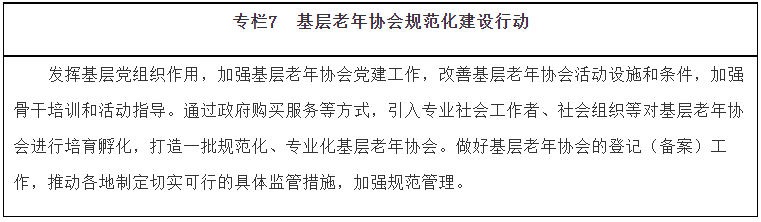 专栏7　基层老年协会规范化建设行动
发挥基层党组织作用，加强基层老年协会党建工作，改善基层老年协会活动设施和条件，加强
骨干培训和活动指导。通过政府购买服务等方式，引入专业社会工作者、社会组织等对基层老年协
会进行培育孵化，打造一批规范化、专业化基层老年协会。做好基层老年协会的登记（备案）工
作，推动各地制定切实可行的具体监管措施，加强规范管理。